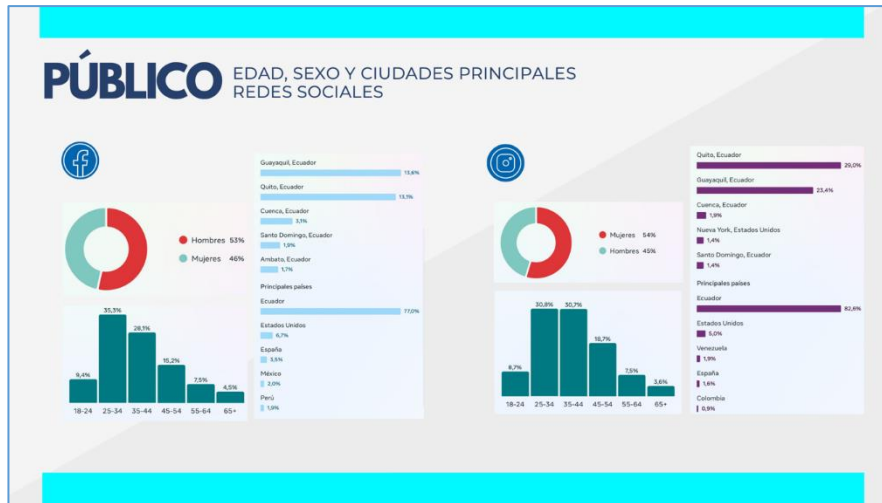 PÚBLICO
EDAD, SEXO Y CIUDADES PRINCIPALES
REDES SOCIALES
Hombres 53%
Mujeres 46%
9,4%
35,3%
28,1%
15,2%
7,5%
4,5%
18-24 25-34 35-44 45-54 55-64 65+
Guayaquil, Ecuador
13,6%
Quito, Ecuador
13,1%
Cuenca, Ecuador
3,1%
Santo Domingo, Ecuador
1,9%
Ambato, Ecuador
1,7%
Principales países
Ecuador
77,0%
Estados Unidos
6,7%
España
3,5%
México
2,0%
Perú
1,9%
Mujeres 54%
Hombres 45%
8,7%
30,8%
30,7%
16,7%
7,5%
3,6%
18-24 25-34 35-44 45-54 55-64 65+
Quito, Ecuador
29,0%
Guayaquil, Ecuador
23,4%
Cuenca, Ecuador
1,9%
Nueva York, Estados Unidos
1,4%
Santo Domingo, Ecuador
1,4%
Principales países
Ecuador
82,6%
Estados Unidos
5,0%
Venezuela
1,9%
España
1,6%
Colombia
0,9%